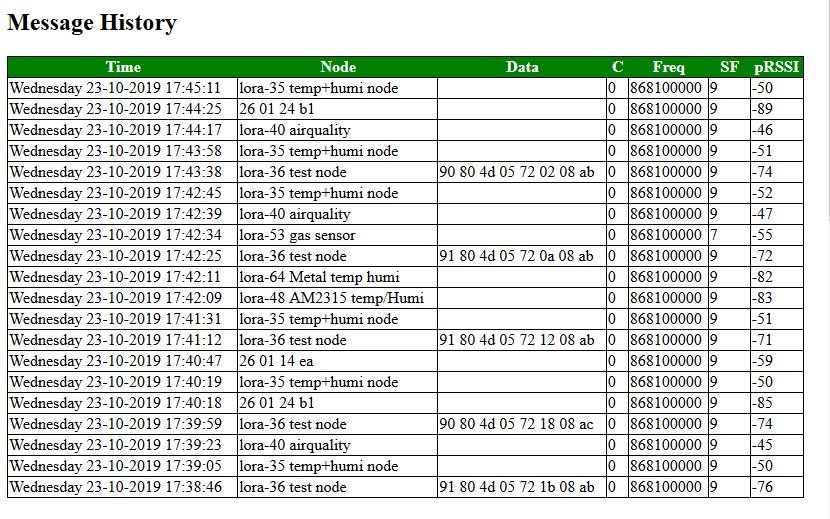 Message History
Time Node Data C Freq SF pRSSI
Wednesday 23-10-2019 17:45:11 lora-35 temp+humi node 0 868100000 9 -50
Wednesday 23-10-2019 17:44:25 26 01 24 b1 0 868100000 9 -89
Wednesday 23-10-2019 17:44:17 lora-40 airquality 0 868100000 9 -46
Wednesday 23-10-2019 17:43:58 lora-35 temp+humi node 0 868100000 9 -51
Wednesday 23-10-2019 17:43:38 lora-36 test node 90 80 4d 05 72 02 08 ab 0 868100000 9 -74
Wednesday 23-10-2019 17:42:45 lora-35 temp+humi node 0 868100000 9 -52
Wednesday 23-10-2019 17:42:39 lora-40 airquality 0 868100000 9 -47
Wednesday 23-10-2019 17:42:34 lora-53 gas sensor 0 868100000 7 -55
Wednesday 23-10-2019 17:42:25 lora-36 test node 91 80 4d 05 72 0a 08 ab 0 868100000 9 -72
Wednesday 23-10-2019 17:42:11 lora-64 Metal temp humi 0 868100000 9 -82
Wednesday 23-10-2019 17:42:09 lora-48 AM2315 temp/Humi 0 868100000 9 -83
Wednesday 23-10-2019 17:41:31 lora-35 temp+humi node 0 868100000 9 -51
Wednesday 23-10-2019 17:41:12 lora-36 test node 91 80 4d 05 72 12 08 ab 0 868100000 9 -71
Wednesday 23-10-2019 17:40:47 26 01 14 ea 0 868100000 9 -59
Wednesday 23-10-2019 17:40:19 lora-35 temp+humi node 0 868100000 9 -50
Wednesday 23-10-2019 17:40:18 26 01 24 b1 0 868100000 9 -85
Wednesday 23-10-2019 17:39:59 lora-36 test node 90 80 4d 05 72 18 08 ac 0 868100000 9 -74
Wednesday 23-10-2019 17:39:23 lora-40 airquality 0 868100000 9 -45
Wednesday 23-10-2019 17:39:05 lora-35 temp+humi node 0 868100000 9 -50
Wednesday 23-10-2019 17:38:46 lora-36 test node 91 80 4d 05 72 1b 08 ab 0 868100000 9 -76